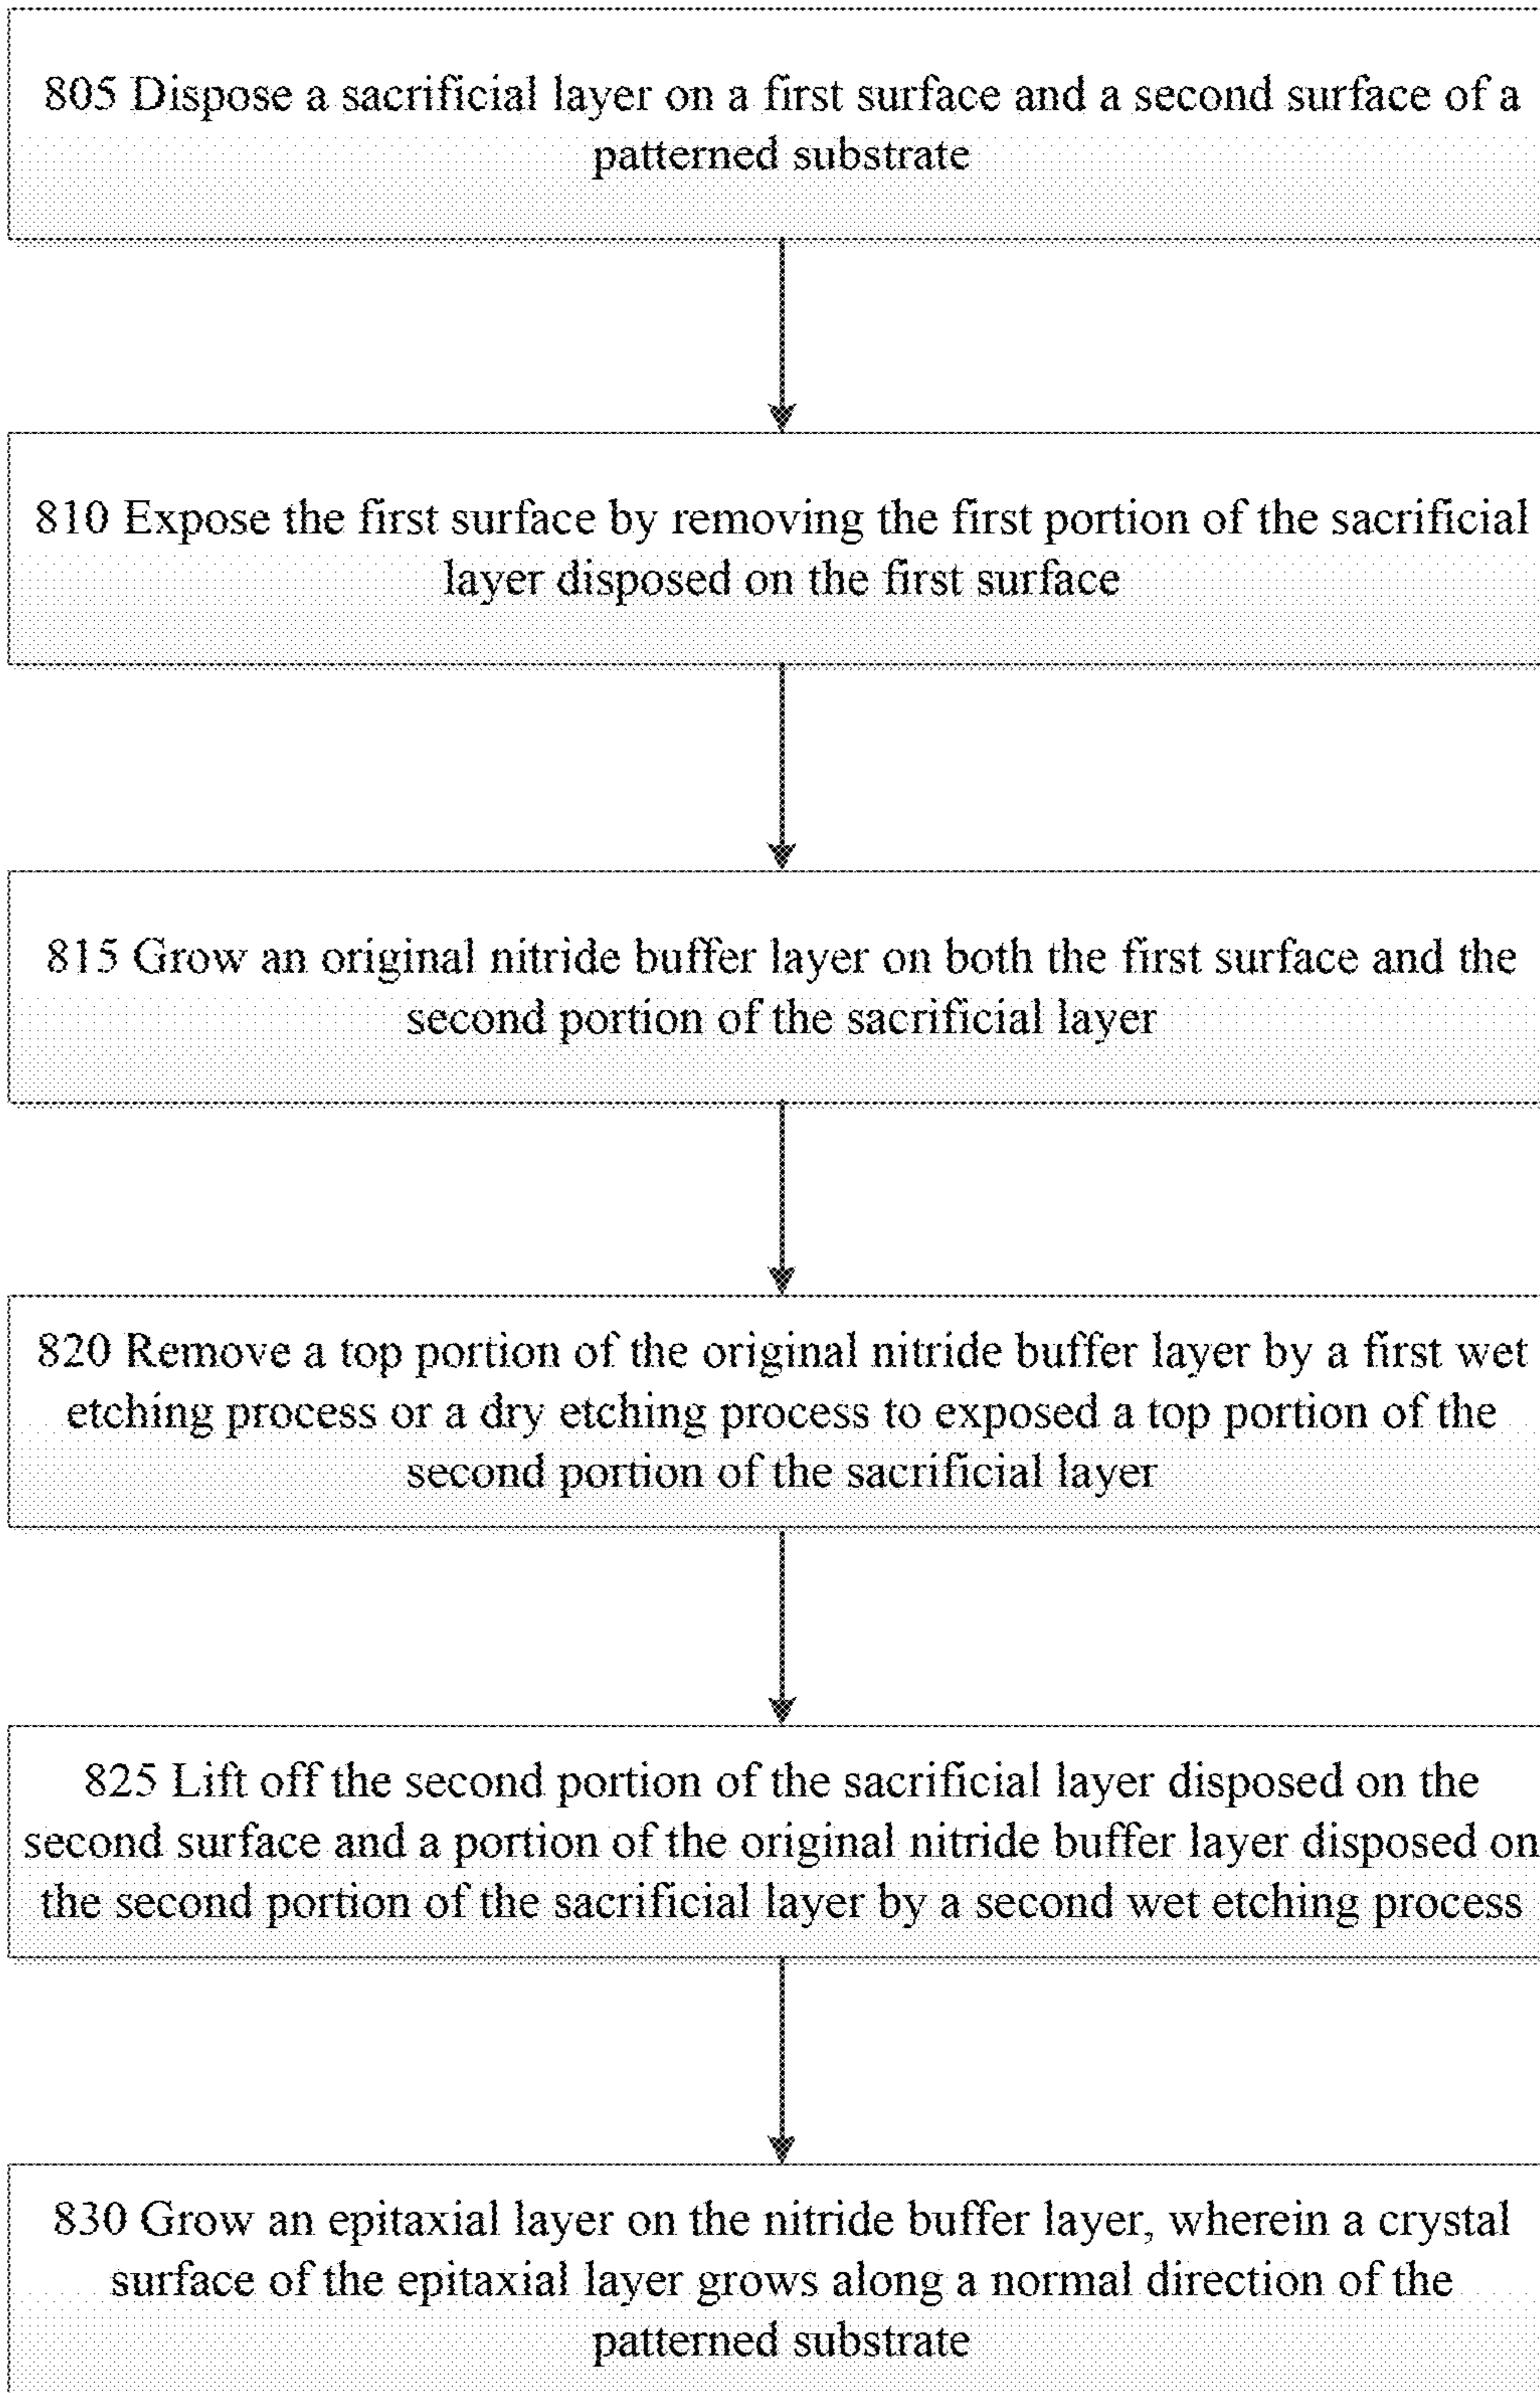 805 Dispose a sacrificial layer on a first surface and a second surface of a
patterned substrate
810 Expose the first surface by removing the first portion of the sacrificial
layer disposed on the first surface
815 Grow an original nitride buffer layer on both the first surface and the
second portion of the sacrificial layer
820 Remove a top portion of the original nitride buffer layer by a first wet
etching process or a dry etching process to exposed a top portion of the
second portion of the sacrificial layer
825 Lift off the second portion of the sacrificial layer disposed on the
second surface and a portion of the original nitride buffer layer disposed on
the second portion of the sacrificial layer by a second wet etching process
830 Grow an epitaxial layer on the nitride buffer layer, wherein a crystal
surface of the epitaxial layer grows along a normal direction of the
patterned substrate